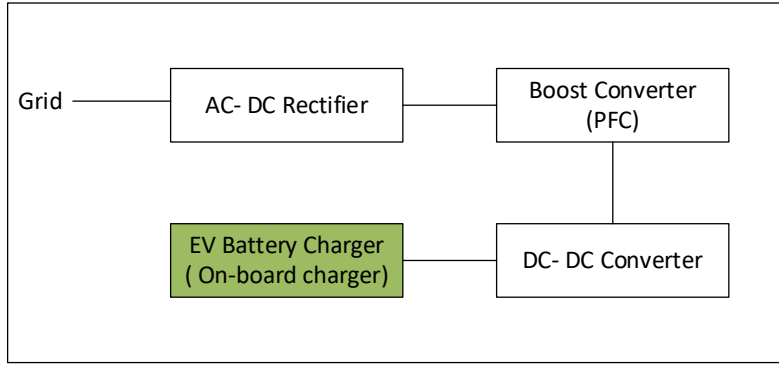 Grid
AC- DC Rectifier
Boost Converter
(PFC)
EV Battery Charger
( On-board charger)
DC- DC Converter